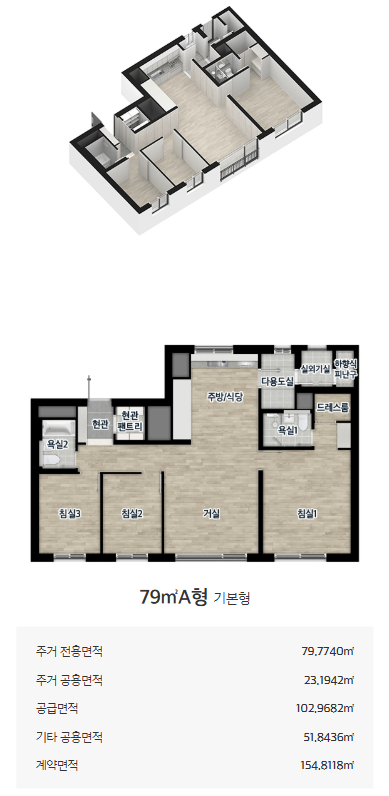 하향식
피난구
실외기실
다용도실
주방/식당
드레스룸
현관
팬트리
현관
욕실1
욕실2
침실3
침실2
거실
침실1
79㎡A형 기본형
주거 전용면적 79.7740㎡
주거 공용면적 23.1942㎡
공급면적 102.9682㎡
기타 공용면적 51.8436㎡
계약면적 154.8118㎡